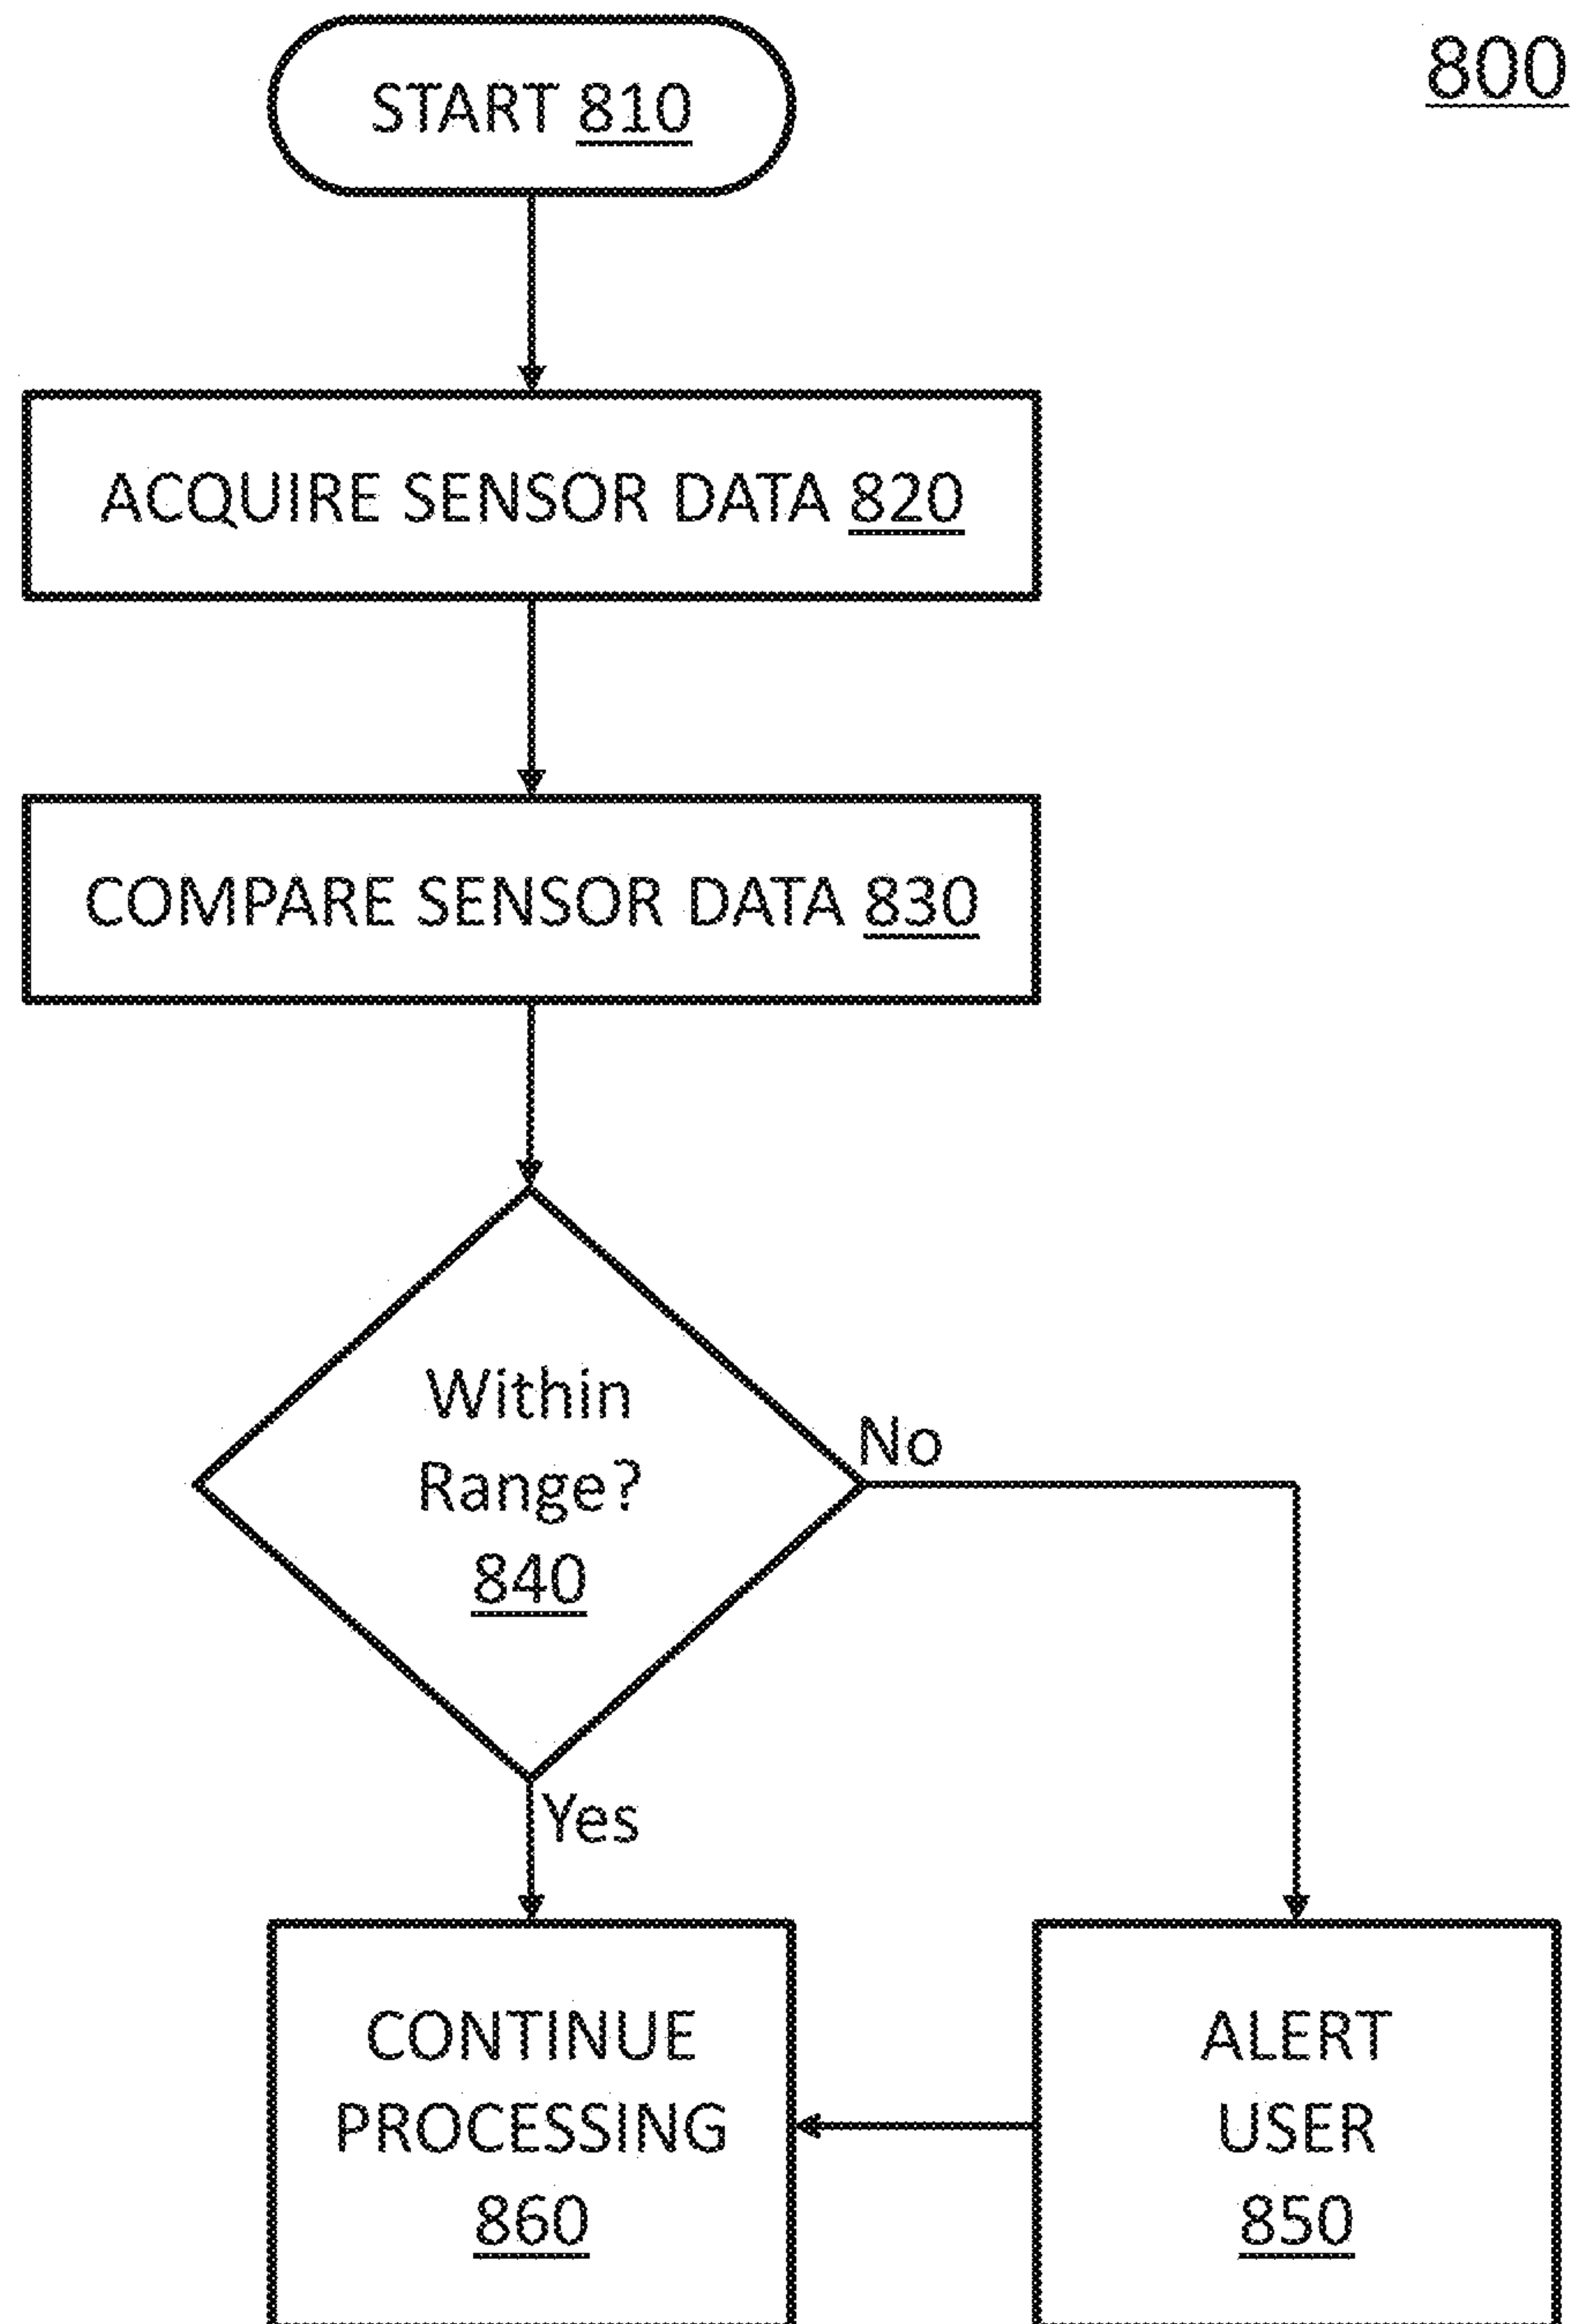 800
START 810
ACQUIRE SENSOR DATA 820
COMPARE SENSOR DATA 830
Within
Range?
840
No
Yes
CONTINUE
PROCESSING
860
ALERT
USER
850